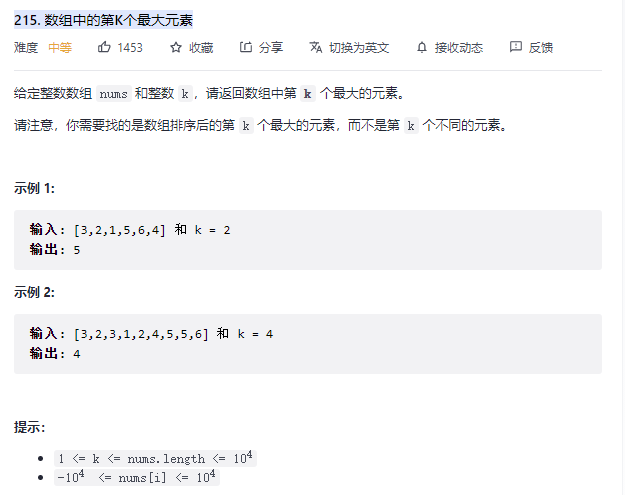 215. 数组中的第K个最大元素
难度 中等 1453 收藏 分享 切换为英文 接收动态 反馈
给定整数数组 nums 和整数 k，请返回数组中第 k 个最大的元素。
请注意，你需要找的是数组排序后的第 k 个最大的元素，而不是第 k 个不同的元素。
示例 1:
输入: [3,2,1,5,6,4] 和 k = 2
输出: 5
示例 2:
输入: [3,2,3,1,2,4,5,5,6] 和 k = 4
输出: 4
提示：
1 <= k <= nums.length <= 10⁴
-10⁴ <= nums[i] <= 10⁴